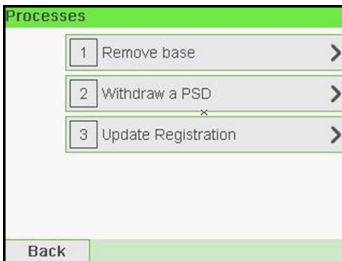 Processes
1 Remove base
2 Withdraw a PSD
3 Update Registration
Back